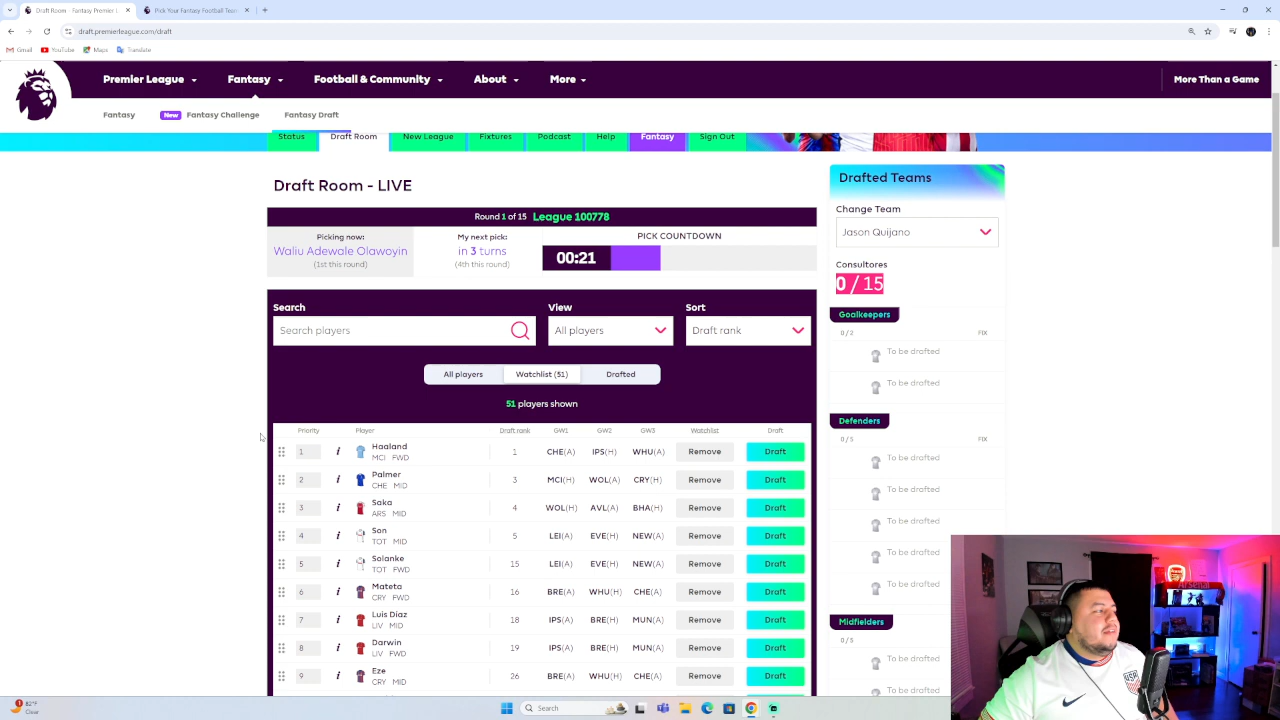 Draft Room - Fantasy Premier L
Pick Your Fantasy Football Team
draft.premierleague.com/draft
Gmail YouTube Maps Translate
Premier League Fantasy Football & Community About More More Than a Game
Fantasy New Fantasy Challenge Fantasy Draft
Status Draft Room New League Fixtures Podcast Help Fantasy Sign Out
Draft Room - LIVE
Round 1 of 15 League 100778
Picking now:
Waliu Adewale Olawoyin
(1st this round)
My next pick:
in 3 turns
(4th this round)
PICK COUNTDOWN
00:21
Search View Sort
Search players All players Draft rank
All players Watchlist (51) Drafted
51 players shown
Priority Player Draft rank GW1 GW2 GW3 Watchlist Draft
1 i Haaland 1 CHE(A) IPS(H) WHU(A) Remove Draft
MCI FWD
2 i Palmer 3 MCI(H) WOL(A) CRY(H) Remove Draft
CHE MID
3 i Saka 4 WOL(H) AVL(A) BHA(H) Remove Draft
ARS MID
4 i Son 5 LEI(A) EVE(H) NEW(A) Remove Draft
TOT MID
5 i Solanke 15 LEI(A) EVE(H) NEW(A) Remove Draft
TOT FWD
6 i Mateta 16 BRE(A) WHU(H) CHE(A) Remove Draft
CRY FWD
7 i Luis Díaz 18 IPS(A) BRE(H) MUN(A) Remove Draft
LIV MID
8 i Darwin 19 IPS(A) BRE(H) MUN(A) Remove Draft
LIV FWD
9 i Eze 26 BRE(A) WHU(H) CHE(A) Remove Draft
CRY MID
Drafted Teams
Change Team
Jason Quijano
Consultores
0 / 15
Goalkeepers
0/2 FIX
To be drafted
To be drafted
Defenders
0/5 FIX
To be drafted
To be drafted
To be drafted
To be drafted
To be drafted
Midfielders
0/5
To be drafted
To be drafted
Arsenal
USA
82°F
Clear
Search